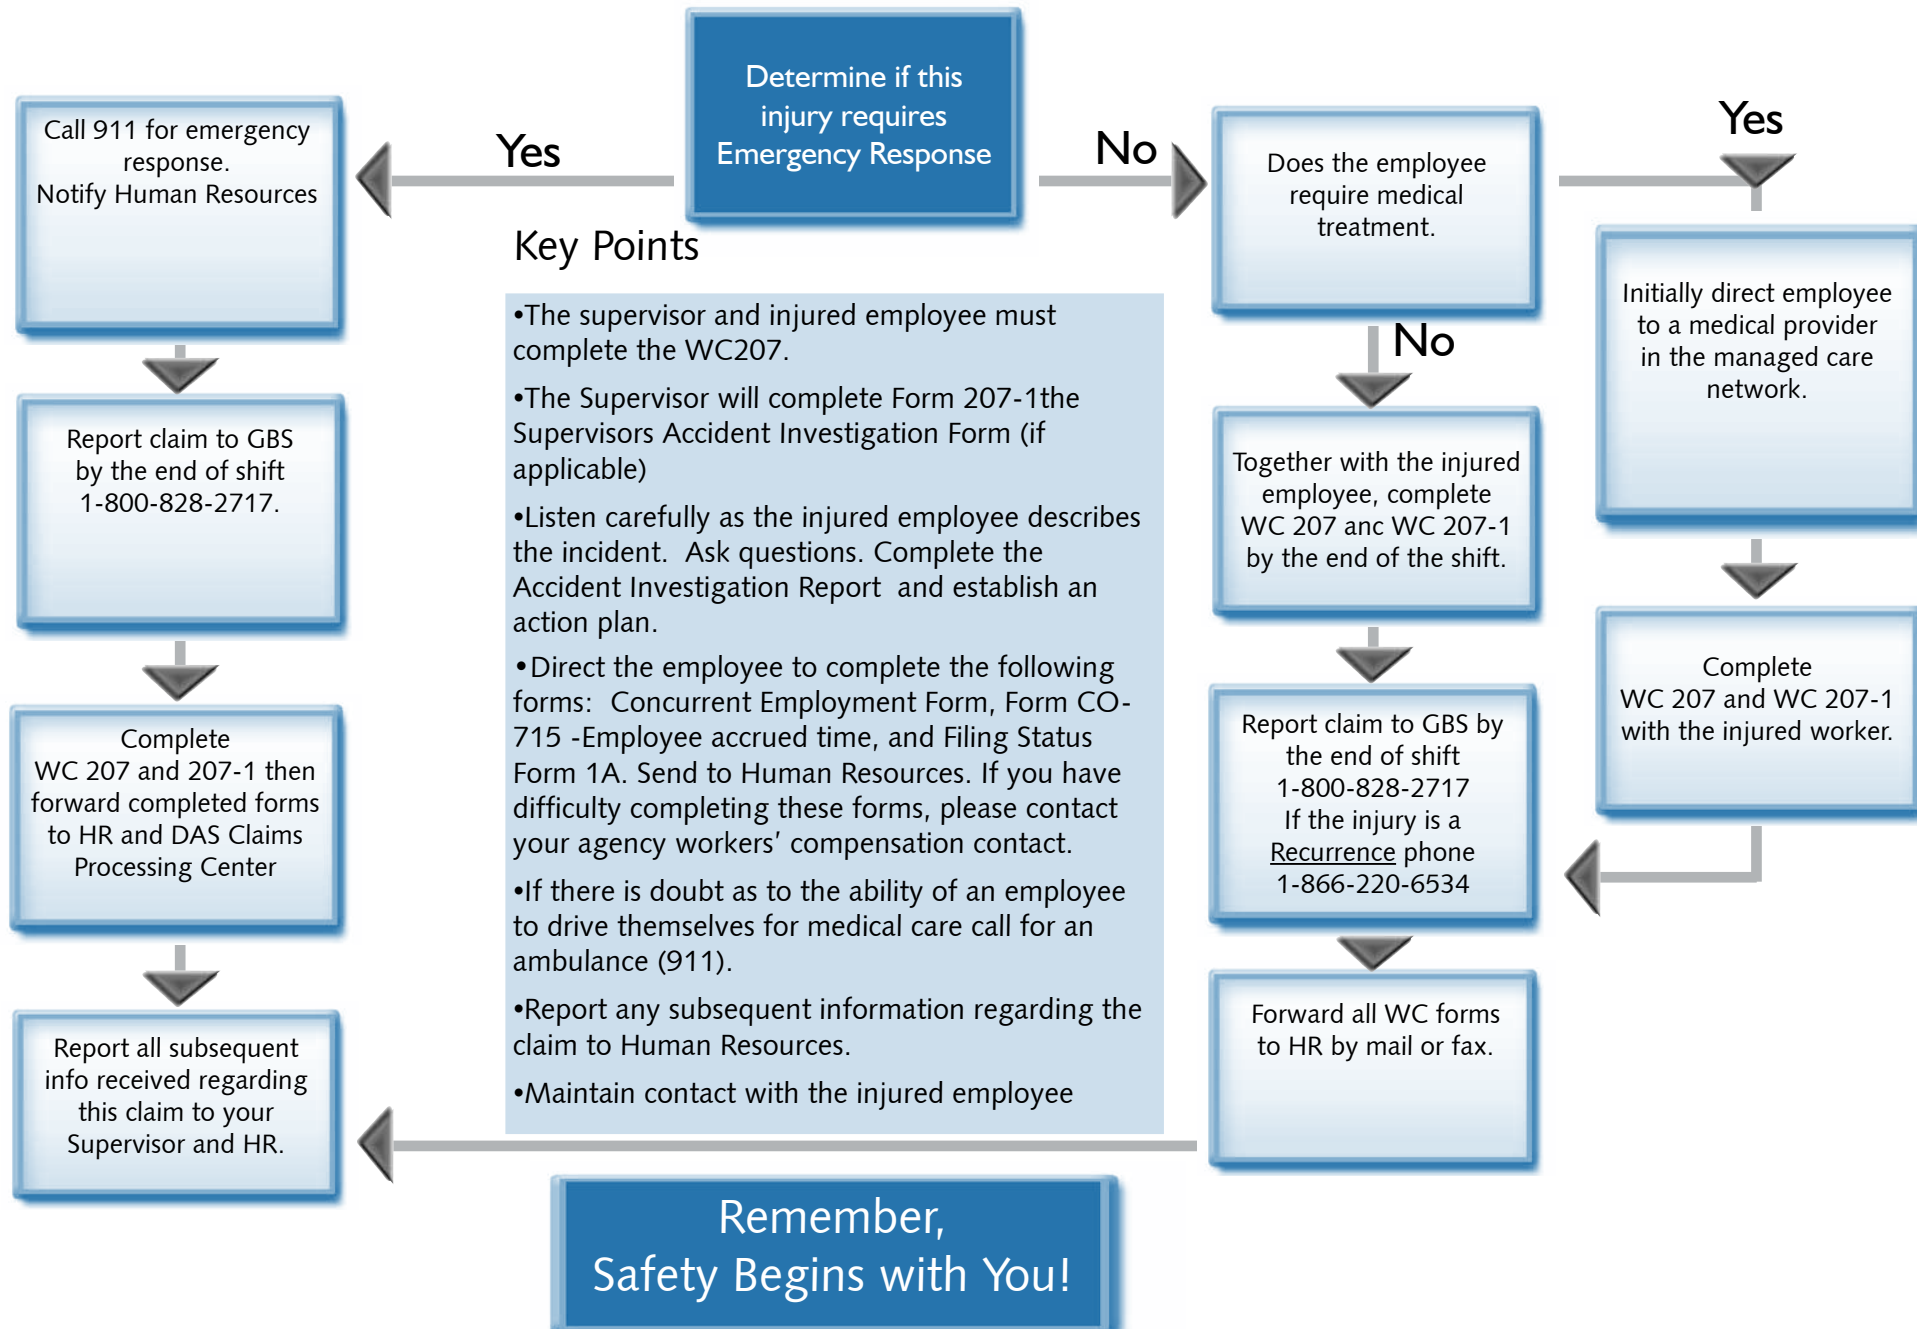 Determine if this
injury requires
Emergency Response
Yes
Call 911 for emergency
response.
Notify Human Resources
Report claim to GBS
by the end of shift
1-800-828-2717.
Complete
WC 207 and 207-1 then
forward completed forms
to HR and DAS Claims
Processing Center
Report all subsequent
info received regarding
this claim to your
Supervisor and HR.
No
Does the employee
require medical
treatment.
Yes
Initially direct employee
to a medical provider
in the managed care
network.
Complete
WC 207 and WC 207-1
with the injured worker.
No
Together with the injured
employee, complete
WC 207 anc WC 207-1
by the end of the shift.
Report claim to GBS by
the end of shift
1-800-828-2717
If the injury is a
Recurrence phone
1-866-220-6534
Forward all WC forms
to HR by mail or fax.
Key Points
•The supervisor and injured employee must
complete the WC207.
•The Supervisor will complete Form 207-1the
Supervisors Accident Investigation Form (if
applicable)
•Listen carefully as the injured employee describes
the incident.  Ask questions. Complete the
Accident Investigation Report  and establish an
action plan.
•Direct the employee to complete the following
forms:  Concurrent Employment Form, Form CO-
715 -Employee accrued time, and Filing Status
Form 1A. Send to Human Resources. If you have
difficulty completing these forms, please contact
your agency workers’ compensation contact.
•If there is doubt as to the ability of an employee
to drive themselves for medical care call for an
ambulance (911).
•Report any subsequent information regarding the
claim to Human Resources.
•Maintain contact with the injured employee
Remember,
Safety Begins with You!